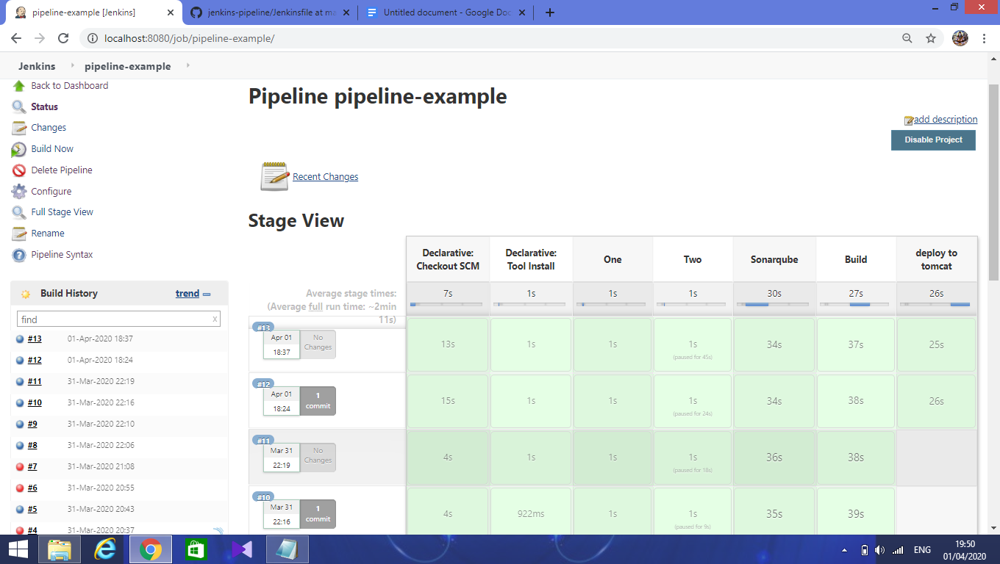 pipeline-example [Jenkins]
jenkins-pipeline/Jenkinsfile at ma
Untitled document - Google Doc
localhost:8080/job/pipeline-example/
Jenkins
pipeline-example
Back to Dashboard
Status
Changes
Build Now
Delete Pipeline
Configure
Full Stage View
Rename
Pipeline Syntax
Build History
trend
find
x
#13 01-Apr-2020 18:37
#12 01-Apr-2020 18:24
#11 31-Mar-2020 22:19
#10 31-Mar-2020 22:16
#9 31-Mar-2020 22:10
#8 31-Mar-2020 22:06
#7 31-Mar-2020 21:08
#6 31-Mar-2020 20:55
#5 31-Mar-2020 20:43
#4 31-Mar-2020 20:37
Pipeline pipeline-example
add description
Disable Project
Recent Changes
Stage View
Declarative:
Checkout SCM
Declarative:
Tool Install
One
Two
Sonarqube
Build
deploy to
tomcat
Average stage times:
(Average full run time: ~2min
11s)
7s
1s
1s
1s
30s
27s
26s
#13
Apr 01
18:37
No
Changes
13s
1s
1s
1s
(paused for 45s)
34s
37s
25s
#12
Apr 01
18:24
1
commit
15s
1s
1s
1s
(paused for 24s)
34s
38s
26s
#11
Mar 31
22:19
No
Changes
4s
1s
1s
1s
(paused for 18s)
36s
38s
#10
Mar 31
22:16
1
commit
4s
922ms
1s
1s
(paused for 9s)
35s
39s
ENG
19:50
01/04/2020